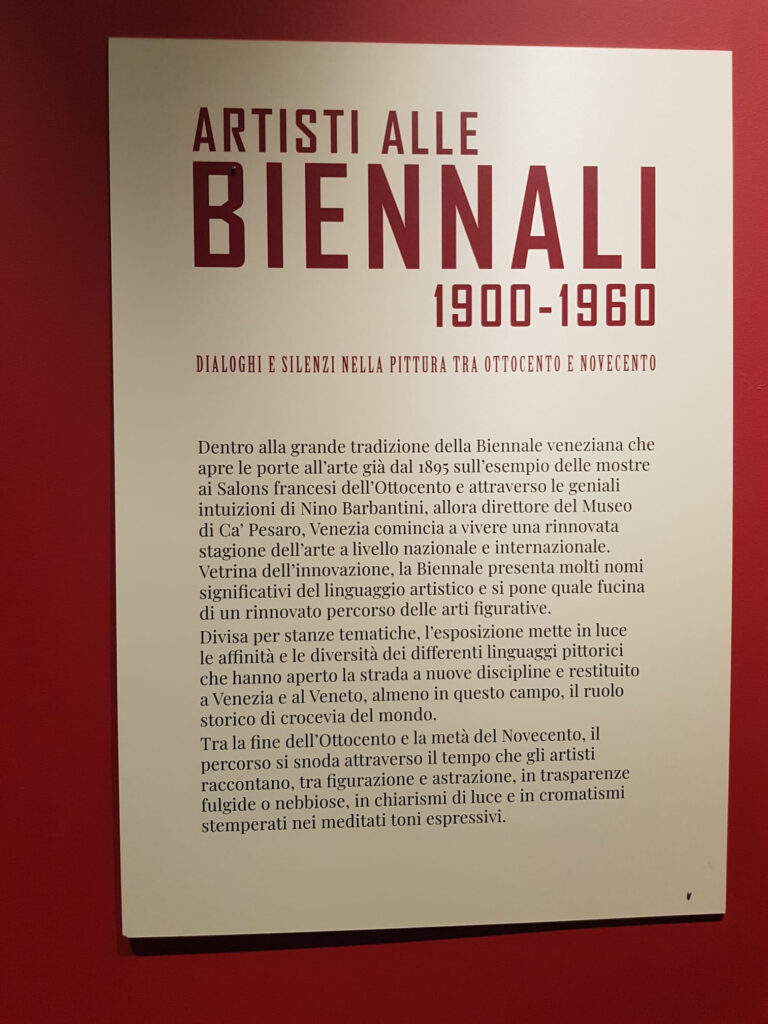 ARTISTI ALLE
BIENNALI
1900-1960
DIALOGHI E SILENZI NELLA PITTURA TRA OTTOCENTO E NOVECENTO
Dentro alla grande tradizione della Biennale veneziana che
apre le porte all'arte già dal 1895 sull'esempio delle mostre
ai Salons francesi dell'Ottocento e attraverso le geniali
intuizioni di Nino Barbantini, allora direttore del Museo
di Ca' Pesaro, Venezia comincia a vivere una rinnovata
stagione dell'arte a livello nazionale e internazionale.
Vetrina dell'innovazione, la Biennale presenta molti nomi
significativi del linguaggio artistico e si pone quale fucina
di un rinnovato percorso delle arti figurative.
Divisa per stanze tematiche, l'esposizione mette in luce
le affinità e le diversità dei differenti linguaggi pittorici
che hanno aperto la strada a nuove discipline e restituito
a Venezia e al Veneto, almeno in questo campo, il ruolo
storico di crocevia del mondo.
Tra la fine dell'Ottocento e la metà del Novecento, il
percorso si snoda attraverso il tempo che gli artisti
raccontano, tra figurazione e astrazione, in trasparenze
fulgide o nebbiose, in chiarismi di luce e in cromatismi
stemperati nei meditati toni espressivi.